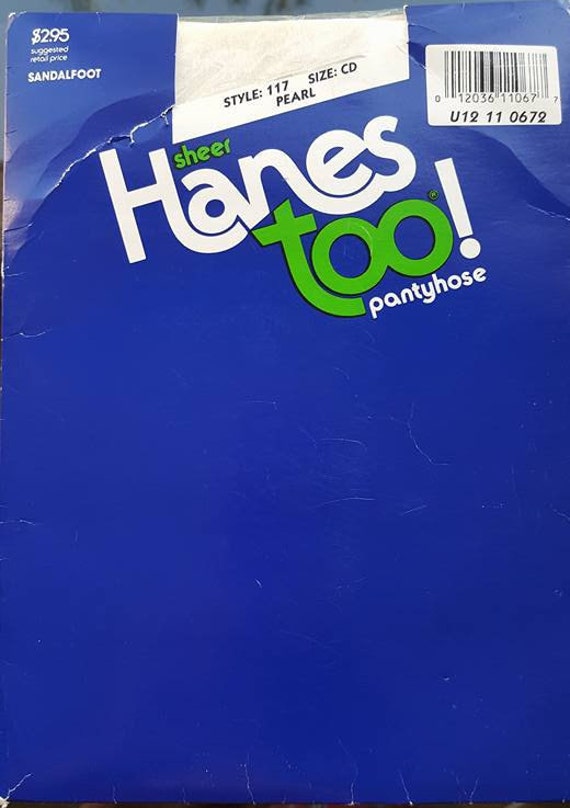 $2.95
suggested
retail price
SANDALFOOT
STYLE: 117 SIZE: CD
PEARL
0 12036 11067 7
U12 11 0672
sheer
Hanes
too!®
pantyhose